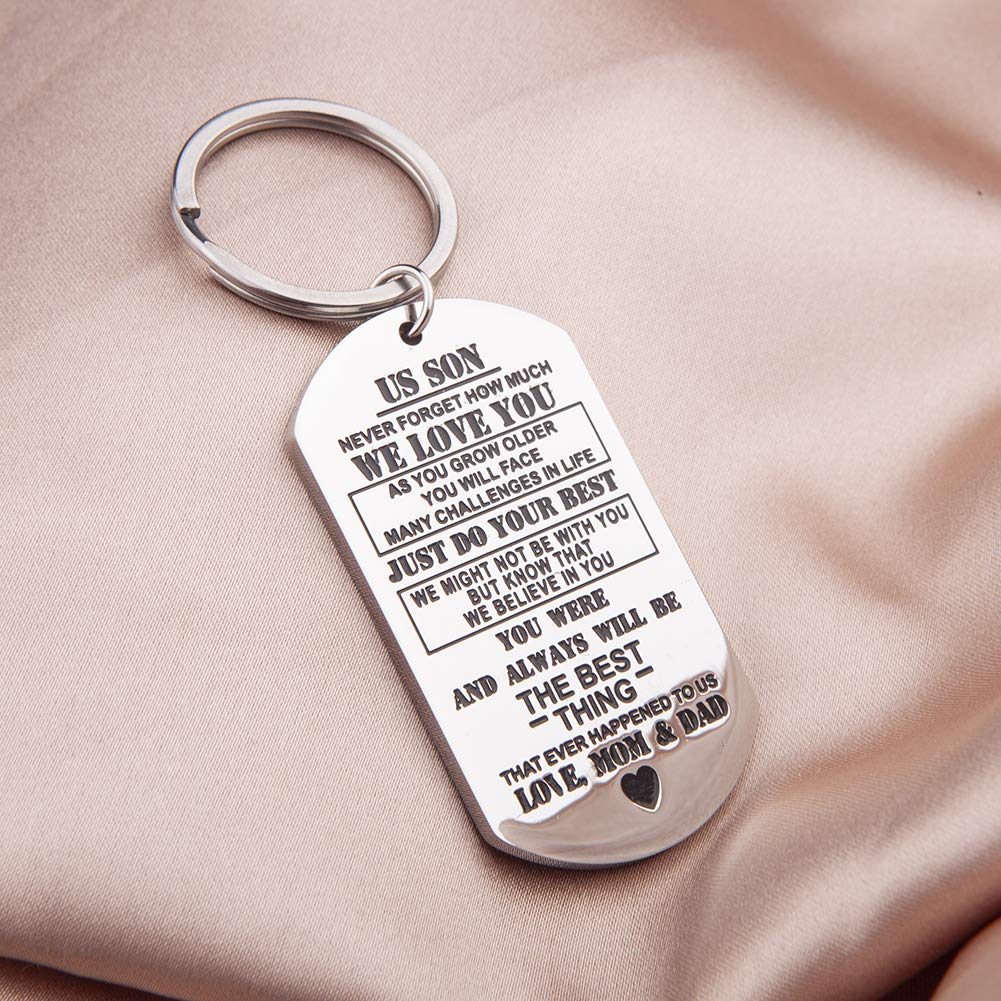 US SON
NEVER FORGET HOW MUCH
WE LOVE YOU
AS YOU GROW OLDER
YOU WILL FACE
MANY CHALLENGES IN LIFE
JUST DO YOUR BEST
WE MIGHT NOT BE WITH YOU
BUT KNOW THAT
WE BELIEVE IN YOU
YOU WERE
AND ALWAYS WILL BE
THE BEST
- THING -
THAT EVER HAPPENED TO US
LOVE, MOM & DAD